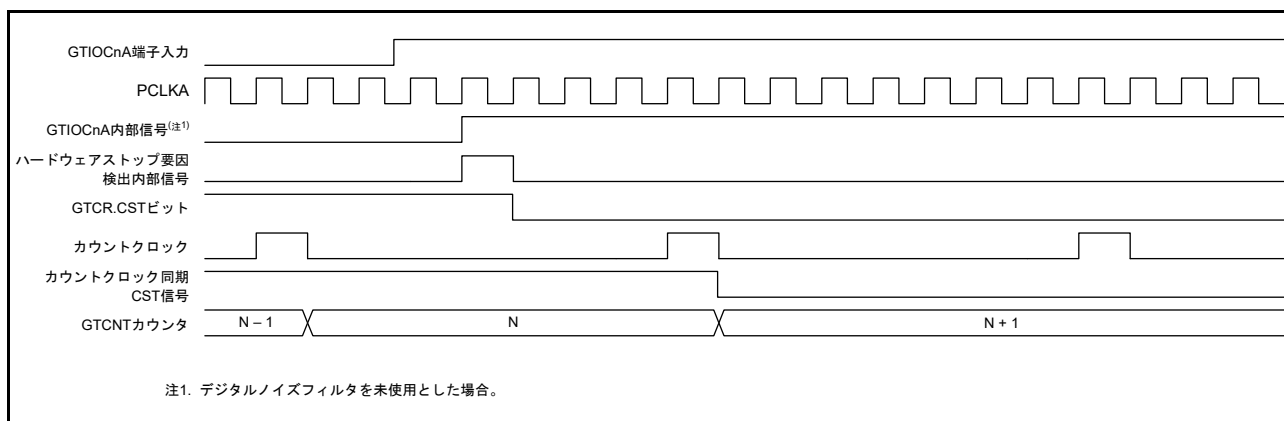 GTIOCnA端子入力
PCLKA
GTIOCnA内部信号(注1)
ハードウェアストップ要因
検出内部信号
GTCR.CSTビット
カウントクロック
カウントクロック同期
CST信号
GTCNTカウンタ
N – 1
N
N + 1
注1. デジタルノイズフィルタを未使用とした場合。